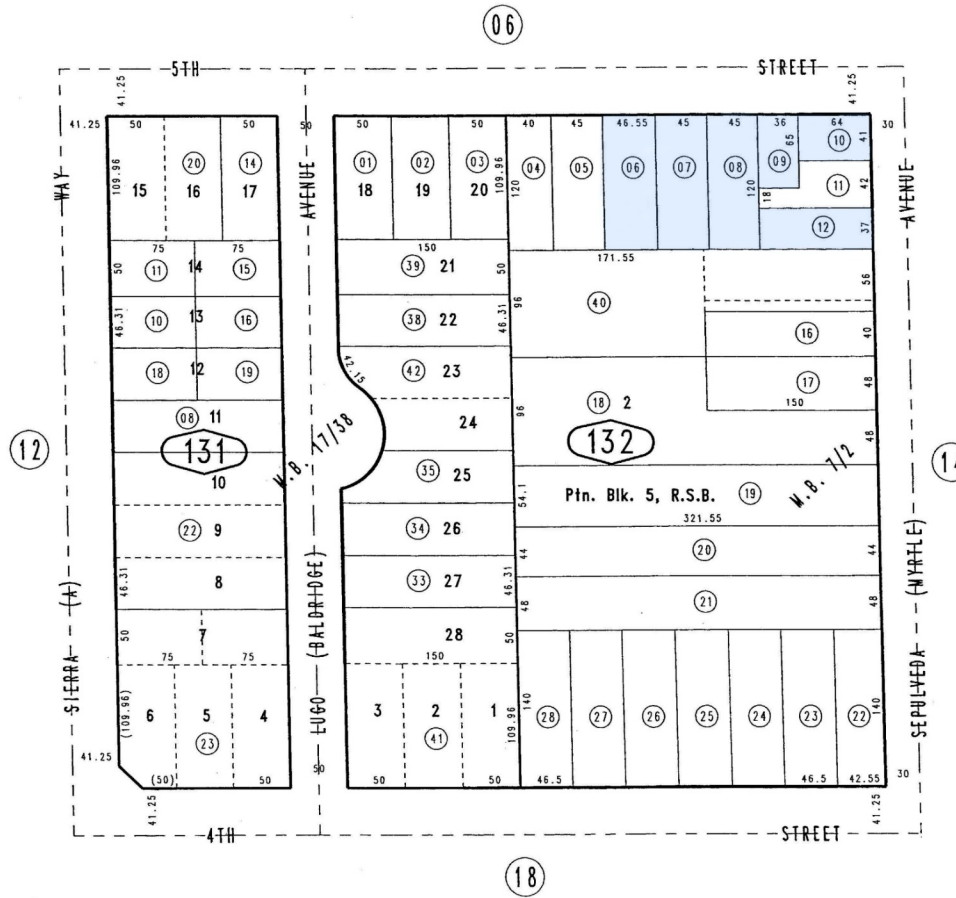 06
5TH STREET
41.25 41.25
41.25 50 50 50 50 50 40 45 46.55 45 45 36 64 30
20 14 01 02 03 04 05 06 07 08 09 65 10 41
WAY 109.96 15 16 17 AVENUE 18 19 20 109.96 120 120 18 11 42 AVENUE
12 37
75 75 150 171.55
50 11 14 15 39 21 50 56
96 40
46.31 10 13 16 38 22 46.31 16 40
18 12 19 42.15 42 23 17 48
08 11 24 96 18 2 150
12 131 M.B. 17/38 132 48 M.B. 7/2
10 35 25 54.1 Ptn. Blk. 5, R.S.B. 19
321.55
22 9 34 26 44 20 44
46.31 8 33 27 46.31 48 21 48
SIERRA (A) LUGO (BALDRIDGE) SEPULVEDA (MYRTLE)
50 7 28 50
75 75 150
(109.96) 6 5 4 3 2 1 109.96 140 28 27 26 25 24 23 22 140
23 41
41.25 (50) 50 50 50 50 46.5 46.5 42.55 30
41.25 41.25
4TH STREET
18